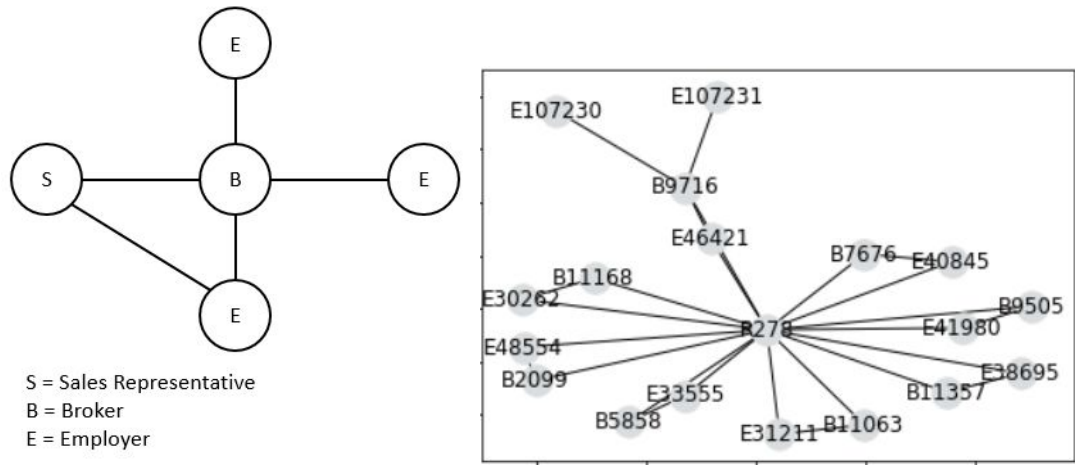 E
S
B
E
E
S = Sales Representative
B = Broker
E = Employer
E107230
E107231
B9716
E46421
B7676
E40845
B11168
E30262
B9505
E41980
R278
E48554
B2099
E38695
B11357
E33555
B5858
E31211
B11063